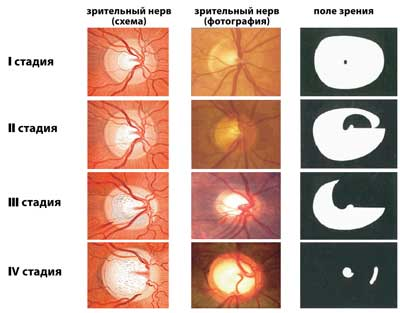 зрительный нерв
(схема)
зрительный нерв
(фотография)
поле зрения
I стадия
II стадия
III стадия
IV стадия